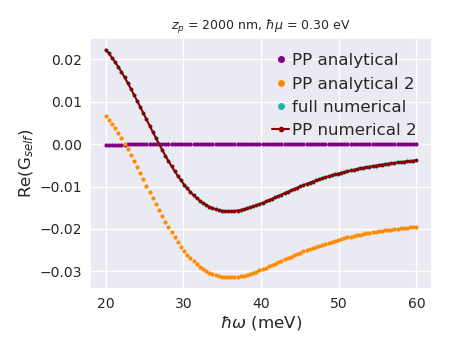 z_p = 2000 nm, ħμ = 0.30 eV
Re(G_self)
0.02
0.01
0.00
−0.01
−0.02
−0.03
PP analytical
PP analytical 2
full numerical
PP numerical 2
20 30 40 50 60
ħω (meV)